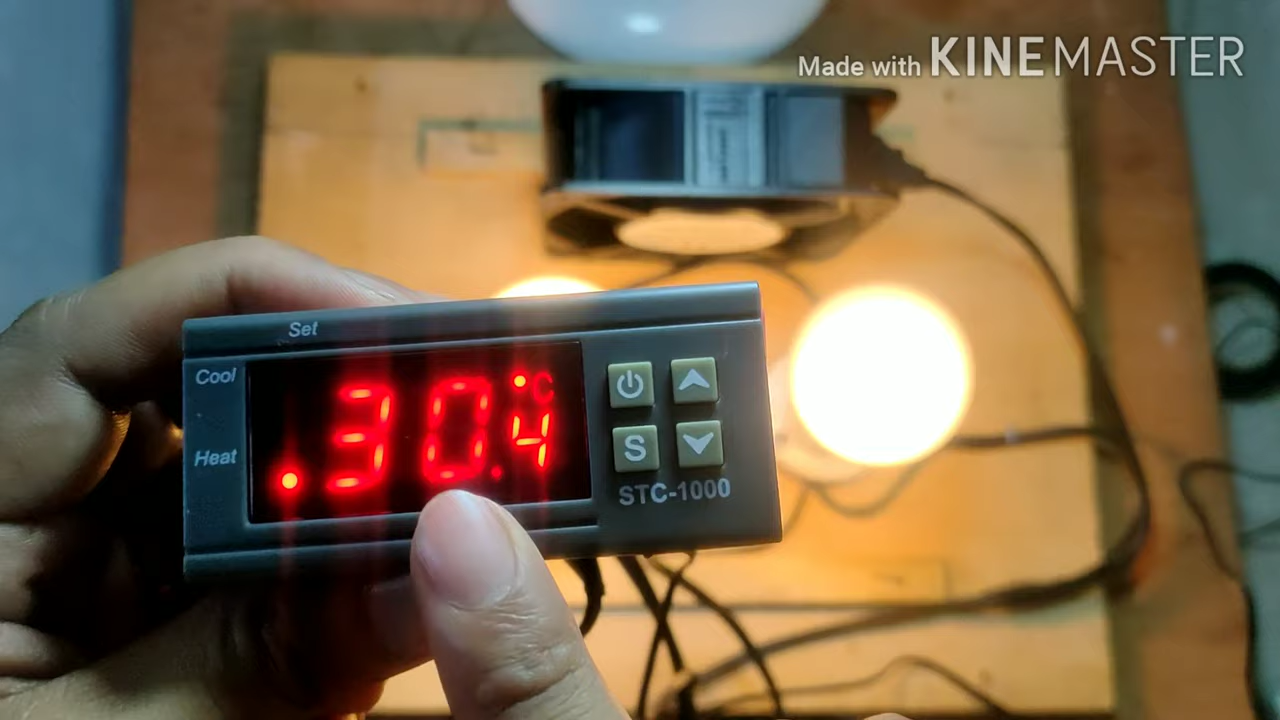 Made with KINEMASTER
Set
Cool
Heat
30.4 °C
S
STC-1000